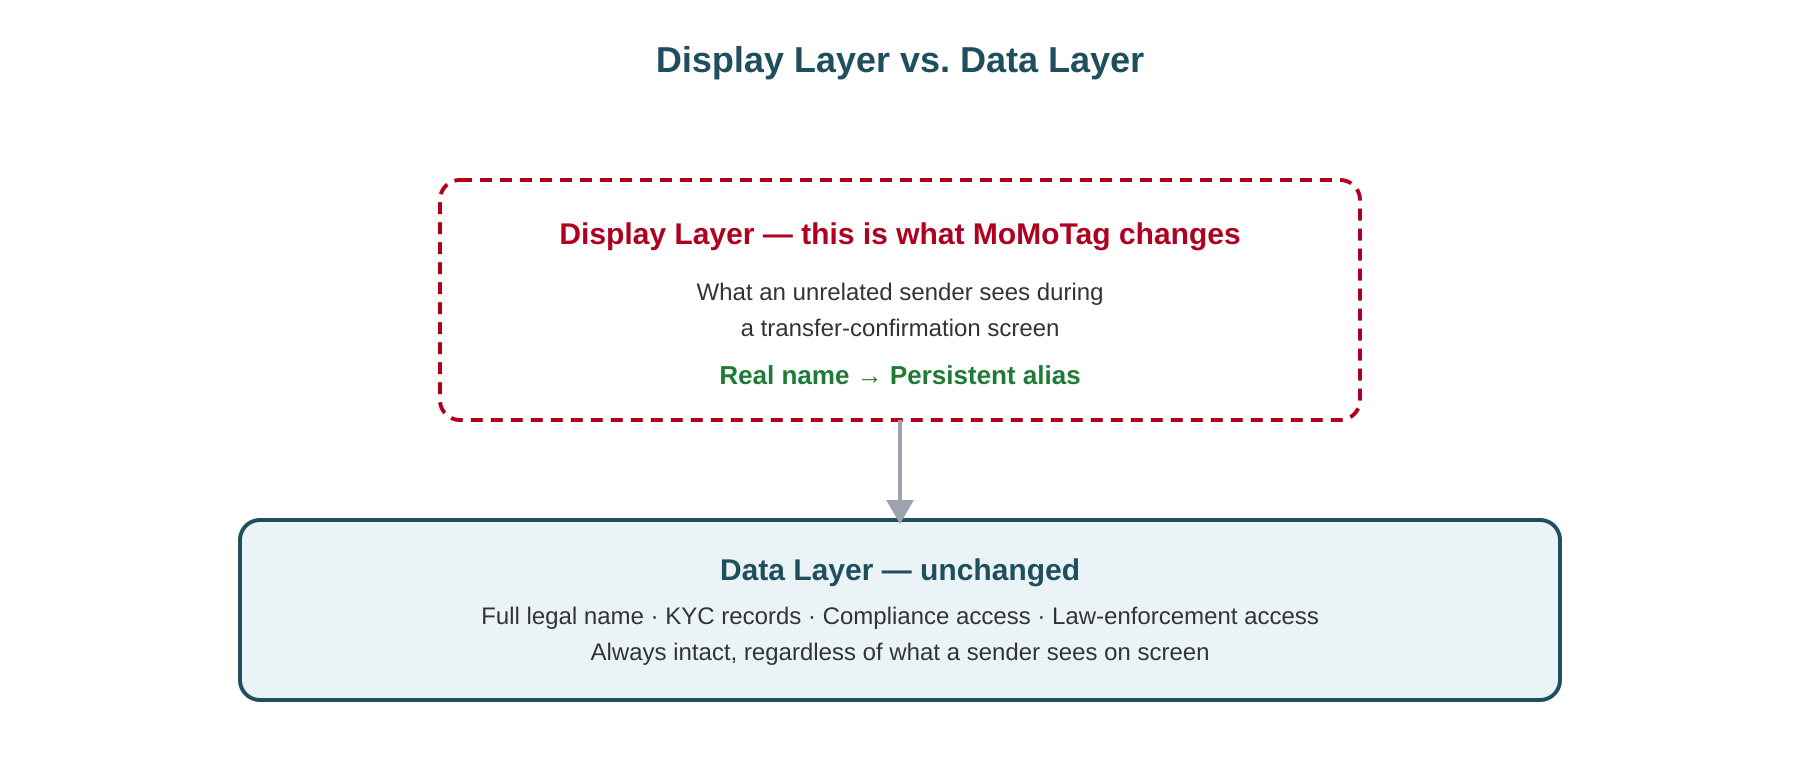 Display Layer vs. Data Layer
Display Layer — this is what MoMoTag changes
What an unrelated sender sees during
a transfer-confirmation screen
Real name → Persistent alias
Data Layer — unchanged
Full legal name · KYC records · Compliance access · Law-enforcement access
Always intact, regardless of what a sender sees on screen